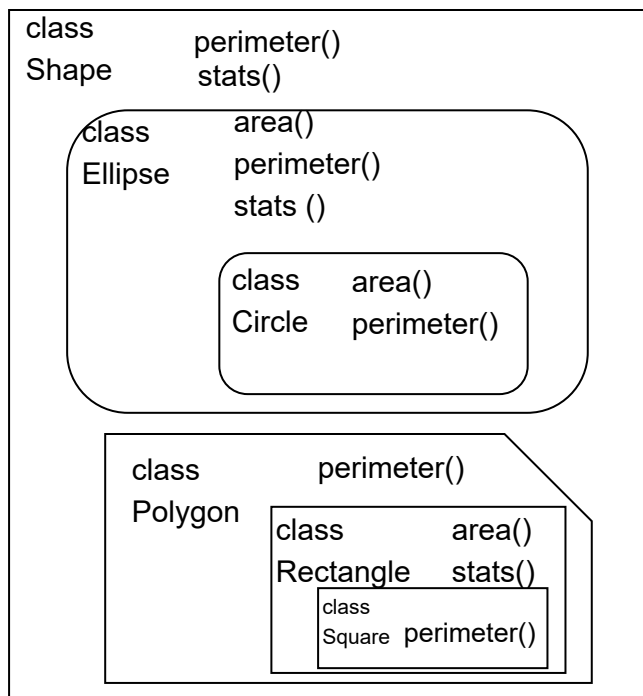 class perimeter()
Shape stats()
class area()
Ellipse perimeter()
stats ()
class area()
Circle perimeter()
class perimeter()
Polygon
class area()
Rectangle stats()
class
Square perimeter()